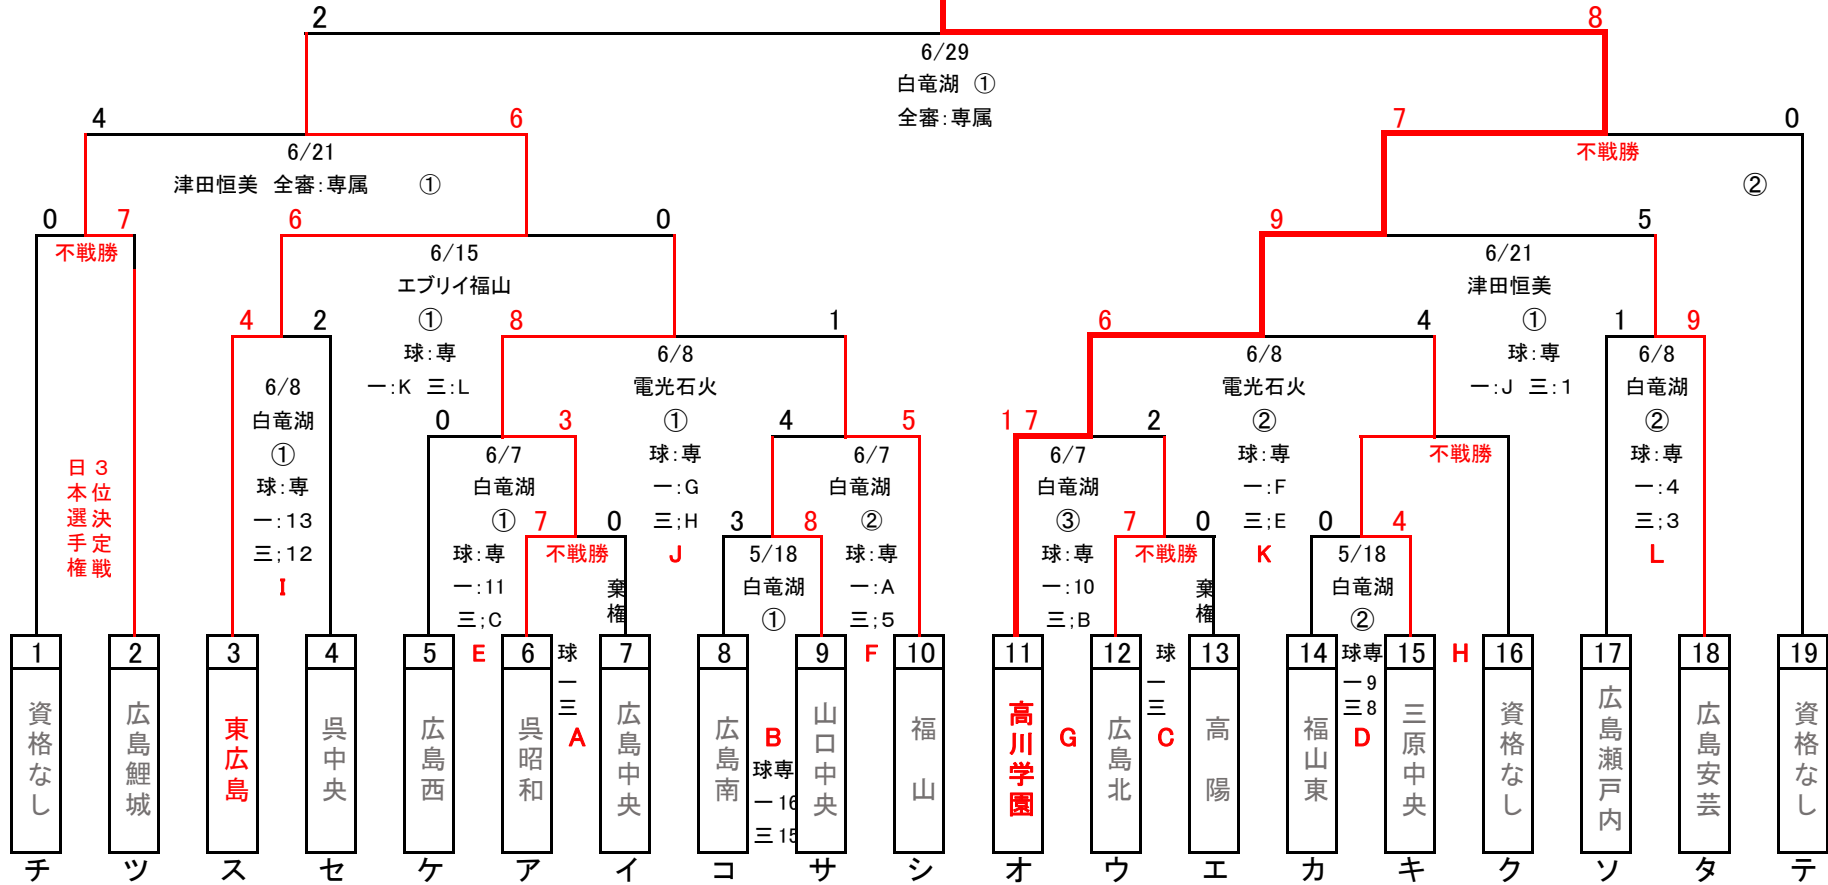 2 8
6/29
白竜湖 ①
全審:専属
4 6 7 0
6/21 不戦勝
津田恒美 全審:専属 ① ②
0 7 6 0 9 5
不戦勝 6/15 6/21
エブリイ福山 津田恒美
4 2 ① 8 1 6 4 ① 1 9
球:専 6/8 6/8 球:専 6/8
6/8 一:K 三:L 電光石火 電光石火 一:J 三:1 白竜湖
白竜湖 0 3 ① 4 5 17 2 ② ②
① 6/7 球:専 6/7 6/7 球:専 不戦勝 球:専
球:専 白竜湖 一:G 白竜湖 白竜湖 一:F 一:4
一:13 ① 7 0 三;H 3 8 ② ③ 7 0 三;E 0 4 三;3
三;12 球:専 不戦勝 J 5/18 球:専 球:専 不戦勝 K 5/18 L
I 一:11 棄権 白竜湖 一:A 一:10 棄権 白竜湖
三;C ① 三;5 三;B ②
3位決定戦
日本選手権
1 2 3 4 5 E 6 球 7 8 9 F 10 11 12 球 13 14 球専 15 H 16 17 18 19
一 一 一9
三 三 三8
A B G C D
球専
一16
三15
資格なし
広島鯉城
東広島
呉中央
広島西
呉昭和
広島中央
広島南
山口中央
福山
高川学園
広島北
高陽
福山東
三原中央
資格なし
広島瀬戸内
広島安芸
資格なし
チ ツ ス セ ケ ア イ コ サ シ オ ウ エ カ キ ク ソ タ テ